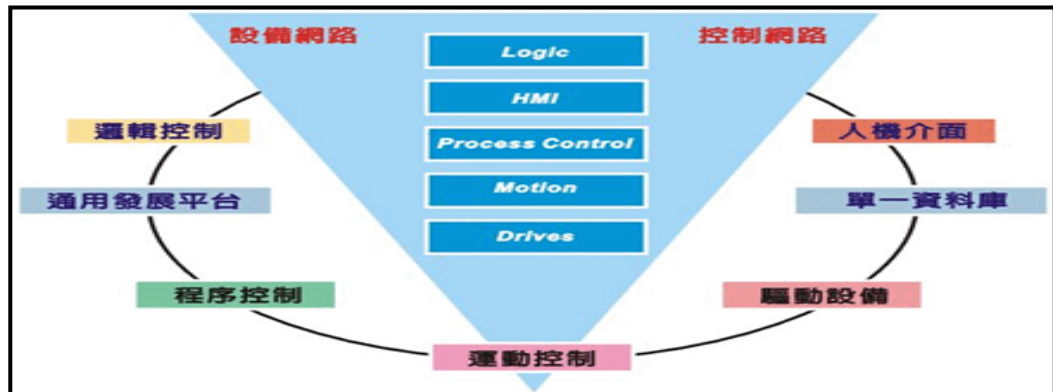 設備網路
控制網路
Logic
HMI
Process Control
Motion
Drives
邏輯控制
人機介面
通用發展平台
單一資料庫
程序控制
驅動設備
運動控制